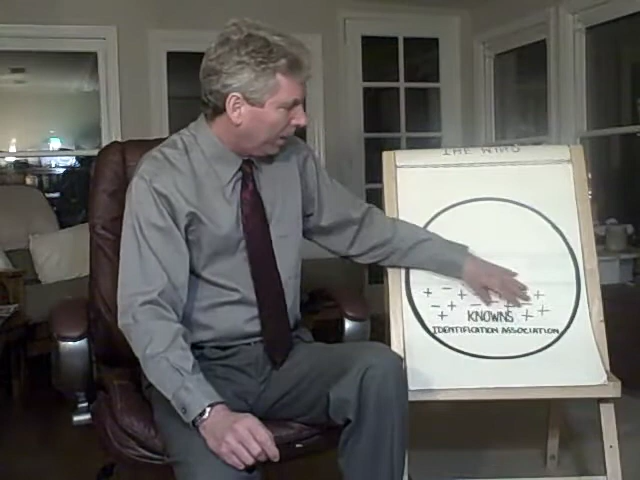 THE MIND
+ - + - + - + - +
- + - + - + + +
+ KNOWNS + +
IDENTIFICATION ASSOCIATION